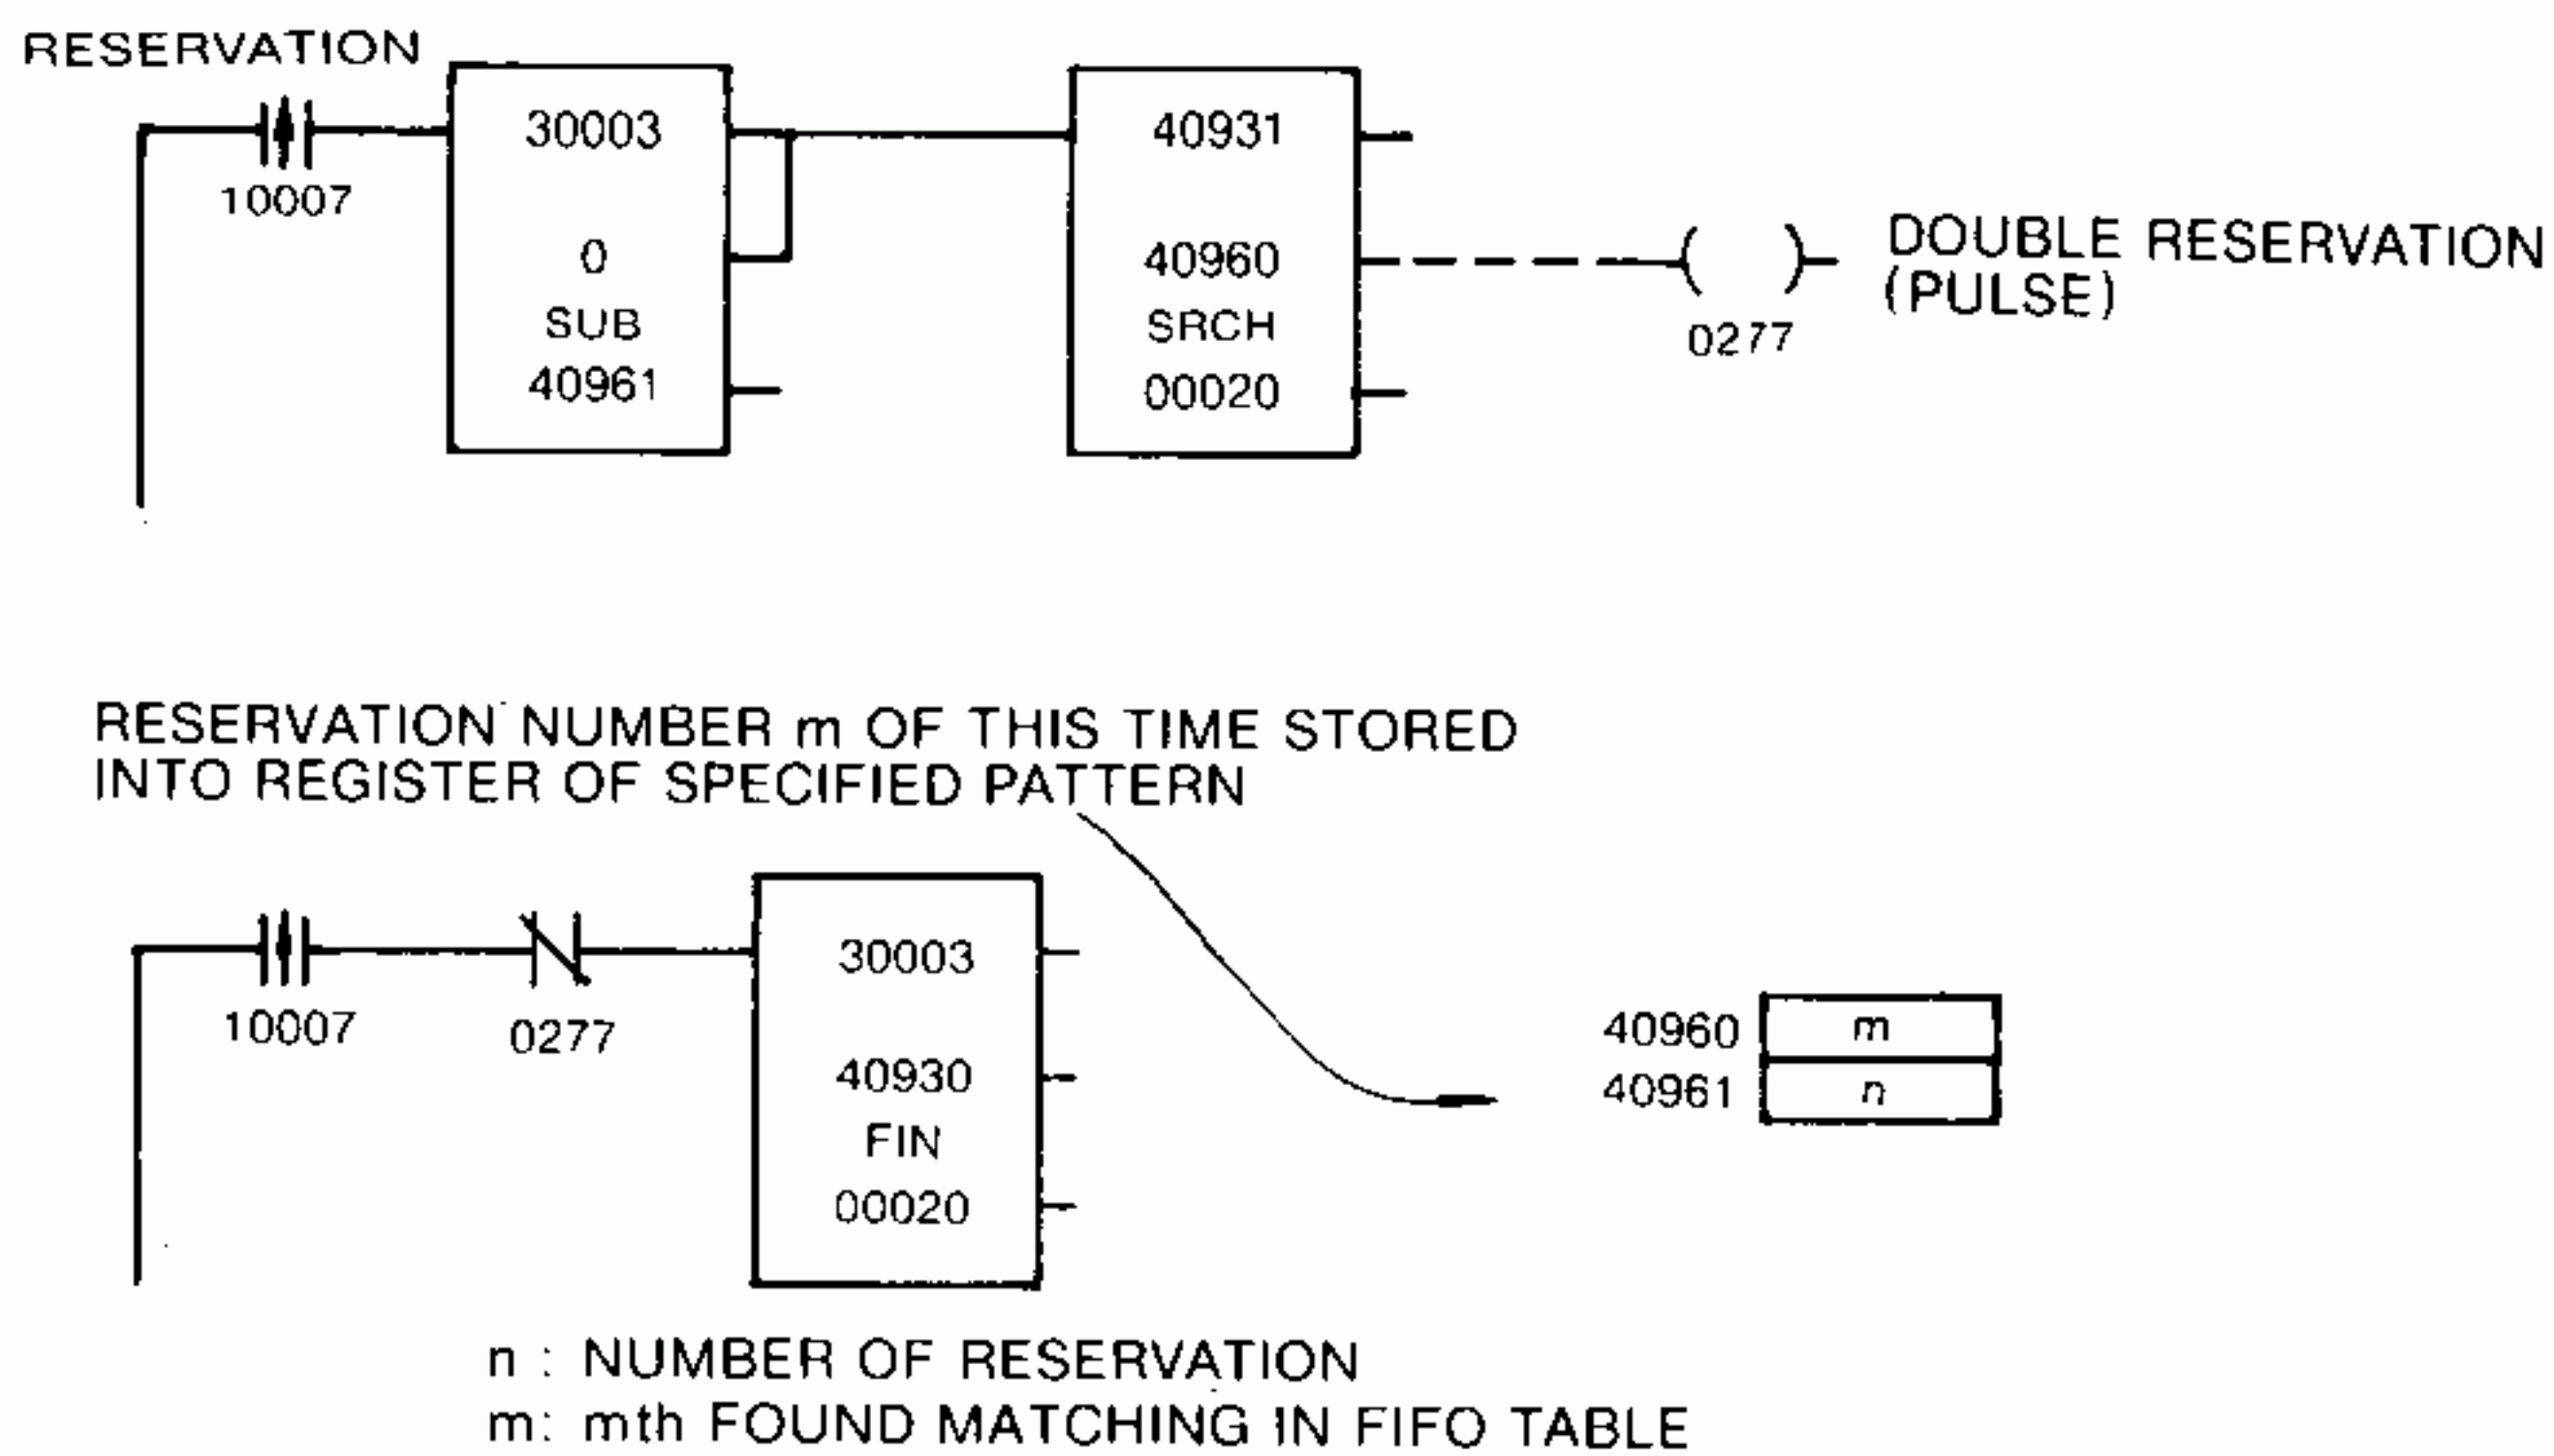 RESERVATION
10007
30003
0
SUB
40961
40931
40960
SRCH
00020
0277
DOUBLE RESERVATION
(PULSE)
RESERVATION NUMBER m OF THIS TIME STORED
INTO REGISTER OF SPECIFIED PATTERN
10007
0277
30003
40930
FIN
00020
40960 m
40961 n
n : NUMBER OF RESERVATION
m: mth FOUND MATCHING IN FIFO TABLE